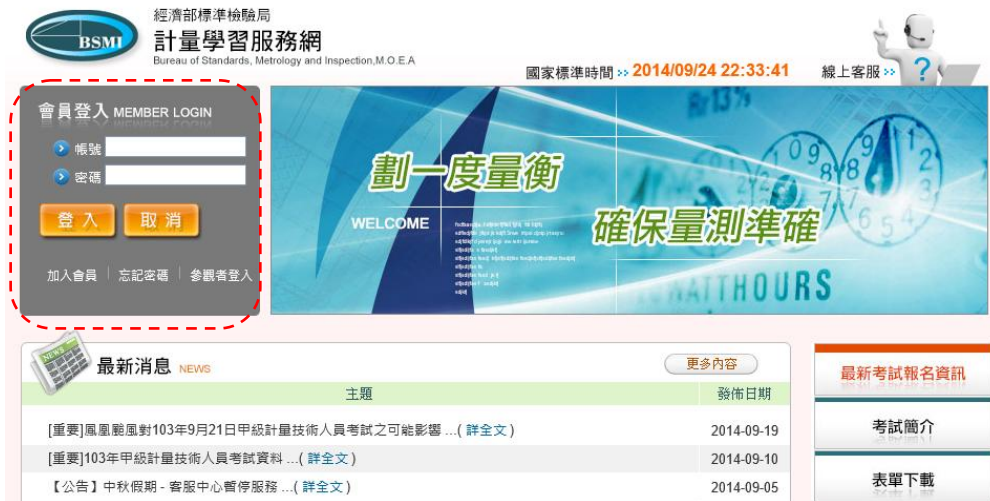 BSMI
經濟部標準檢驗局
計量學習服務網
Bureau of Standards, Metrology and Inspection,M.O.E.A
國家標準時間 >> 2014/09/24 22:33:41
線上客服 >>
?
會員登入 MEMBER LOGIN
帳號
密碼
登 入
取 消
加入會員 | 忘記密碼 | 參觀者登入
劃一度量衡
WELCOME
確保量測準確
WATTHOURS
NEWS
最新消息 NEWS
更多內容
主題 發佈日期
[重要]鳳凰颱風對103年9月21日甲級計量技術人員考試之可能影響 ...( 詳全文 ) 2014-09-19
[重要]103年甲級計量技術人員考試資料 ...( 詳全文 ) 2014-09-10
【公告】中秋假期 - 客服中心暫停服務 ...( 詳全文 ) 2014-09-05
最新考試報名資訊
考試簡介
表單下載